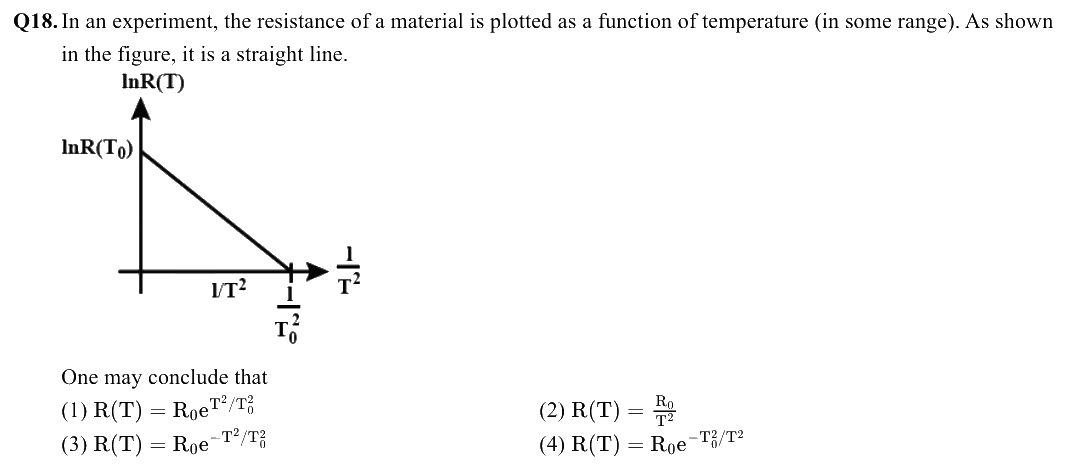 Q18. In an experiment, the resistance of a material is plotted as a function of temperature (in some range). As shown
in the figure, it is a straight line.
lnR(T)
lnR(T₀)
1/T²
1/T₀²
1/T²
One may conclude that
(1) R(T) = R₀e^(T²/T₀²)
(2) R(T) = R₀/T²
(3) R(T) = R₀e^(−T²/T₀²)
(4) R(T) = R₀e^(−T₀²/T²)